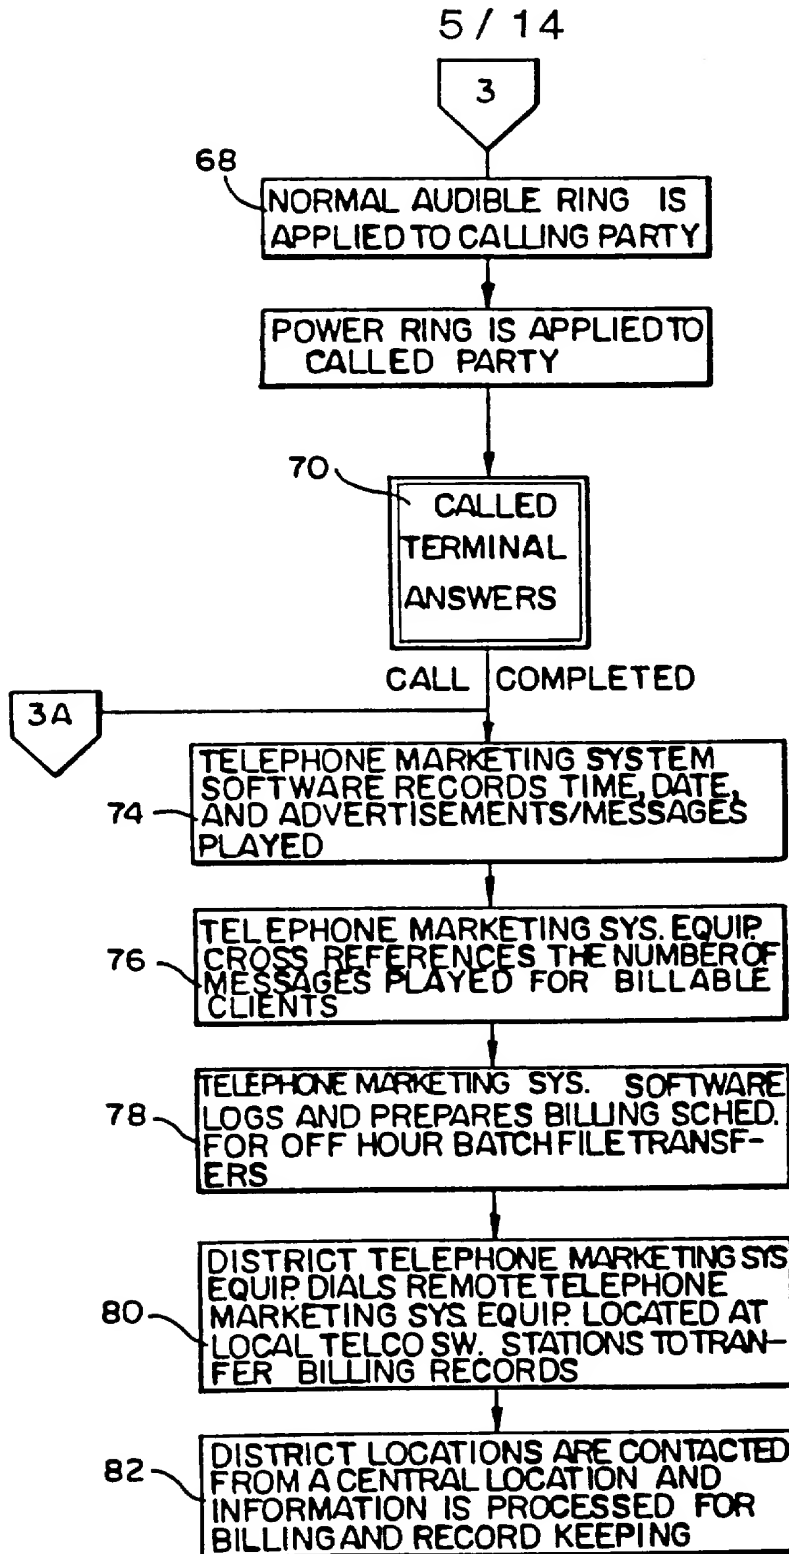 5 / 14
3
68
NORMAL AUDIBLE RING IS
APPLIED TO CALLING PARTY
POWER RING IS APPLIED TO
CALLED PARTY
70
CALLED
TERMINAL
ANSWERS
CALL COMPLETED
3A
74
TELEPHONE MARKETING SYSTEM
SOFTWARE RECORDS TIME, DATE,
AND ADVERTISEMENTS/MESSAGES
PLAYED
76
TELEPHONE MARKETING SYS. EQUIP.
CROSS REFERENCES THE NUMBER OF
MESSAGES PLAYED FOR BILLABLE
CLIENTS
78
TELEPHONE MARKETING SYS. SOFTWARE
LOGS AND PREPARES BILLING SCHED.
FOR OFF HOUR BATCH FILE TRANSF-
ERS
80
DISTRICT TELEPHONE MARKETING SYS
EQUIP. DIALS REMOTE TELEPHONE
MARKETING SYS. EQUIP. LOCATED AT
LOCAL TELCO SW. STATIONS TO TRAN-
FER BILLING RECORDS
82
DISTRICT LOCATIONS ARE CONTACTED
FROM A CENTRAL LOCATION AND
INFORMATION IS PROCESSED FOR
BILLING AND RECORD KEEPING